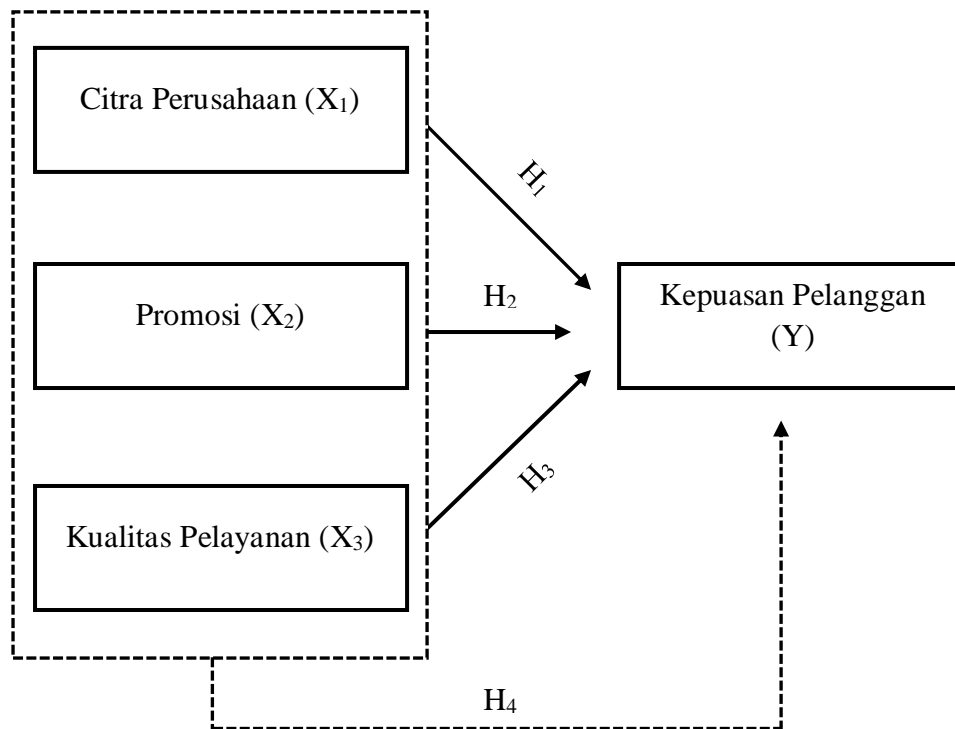 Citra Perusahaan (X₁)
H₁
Promosi (X₂)
H₂
Kepuasan Pelanggan
(Y)
H₃
Kualitas Pelayanan (X₃)
H₄